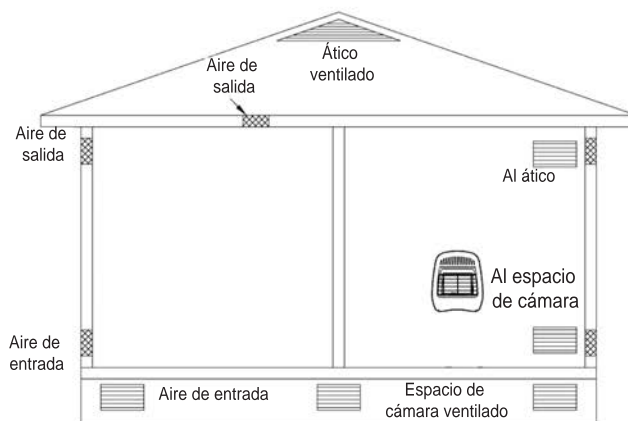 Ático
ventilado
Aire de
salida
Aire de
salida
Al ático
Al espacio
de cámara
Aire de
entrada
Aire de entrada
Espacio de
cámara ventilado